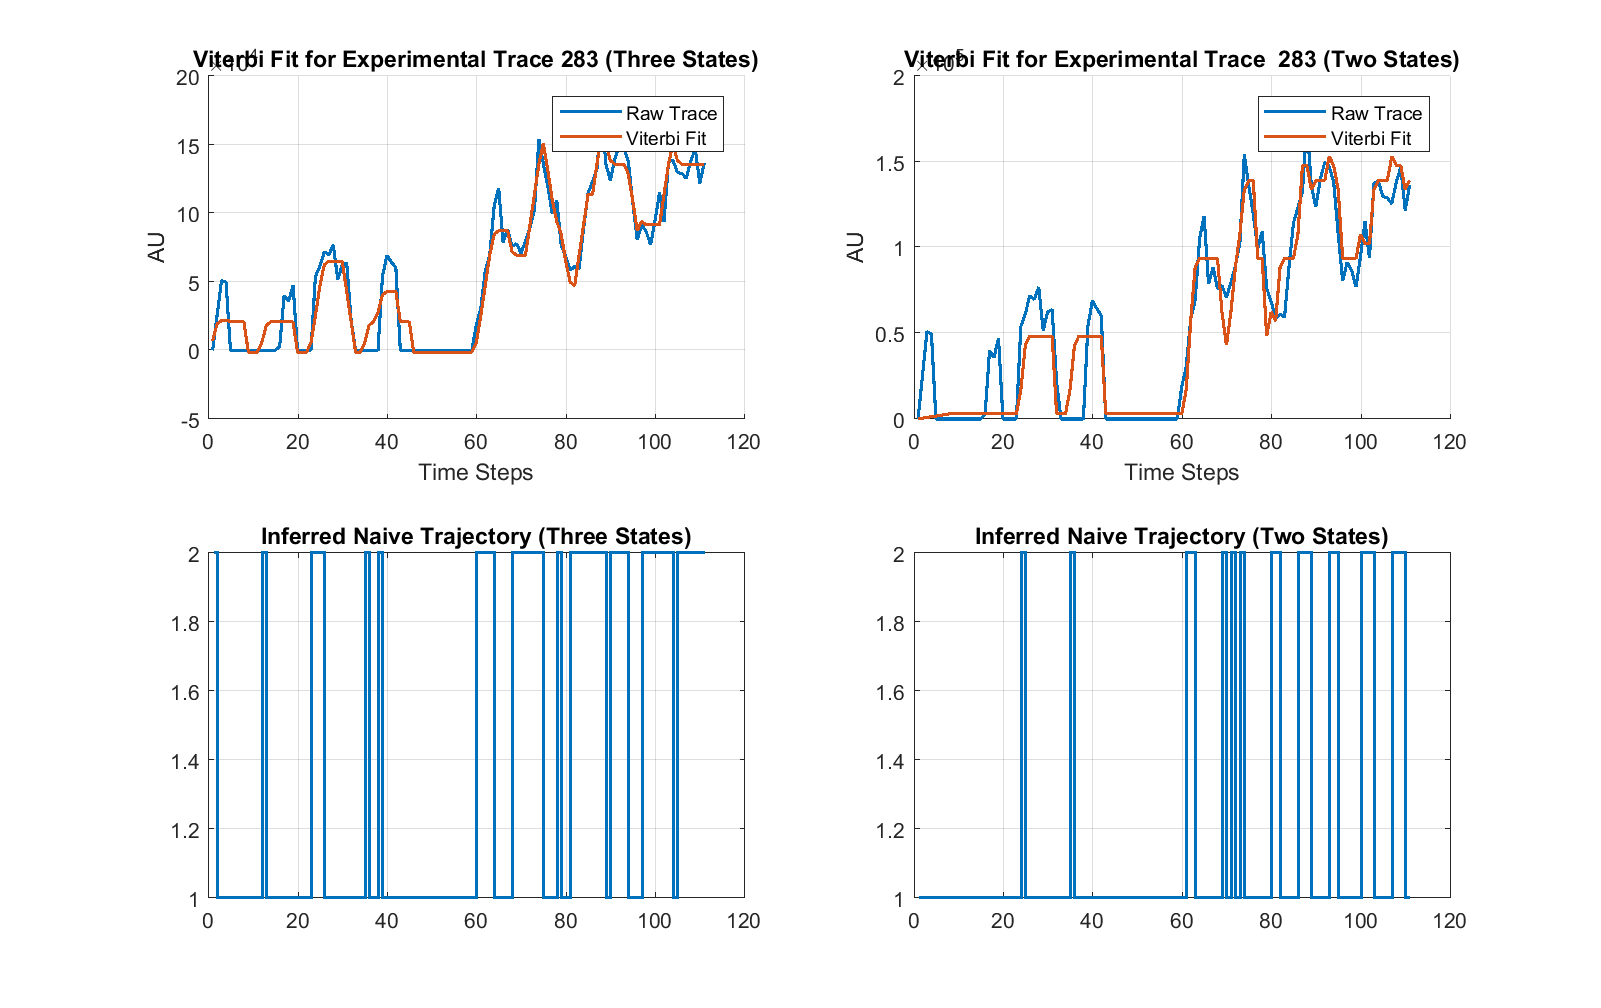 Viterbi Fit for Experimental Trace 283 (Three States)
20
15
10
5
0
-5
AU
Raw Trace
Viterbi Fit
0 20 40 60 80 100 120
Time Steps
Viterbi Fit for Experimental Trace 283 (Two States)
2
1.5
1
0.5
0
AU
Raw Trace
Viterbi Fit
0 20 40 60 80 100 120
Time Steps
Inferred Naive Trajectory (Three States)
2
1.8
1.6
1.4
1.2
1
0 20 40 60 80 100 120
Inferred Naive Trajectory (Two States)
2
1.8
1.6
1.4
1.2
1
0 20 40 60 80 100 120